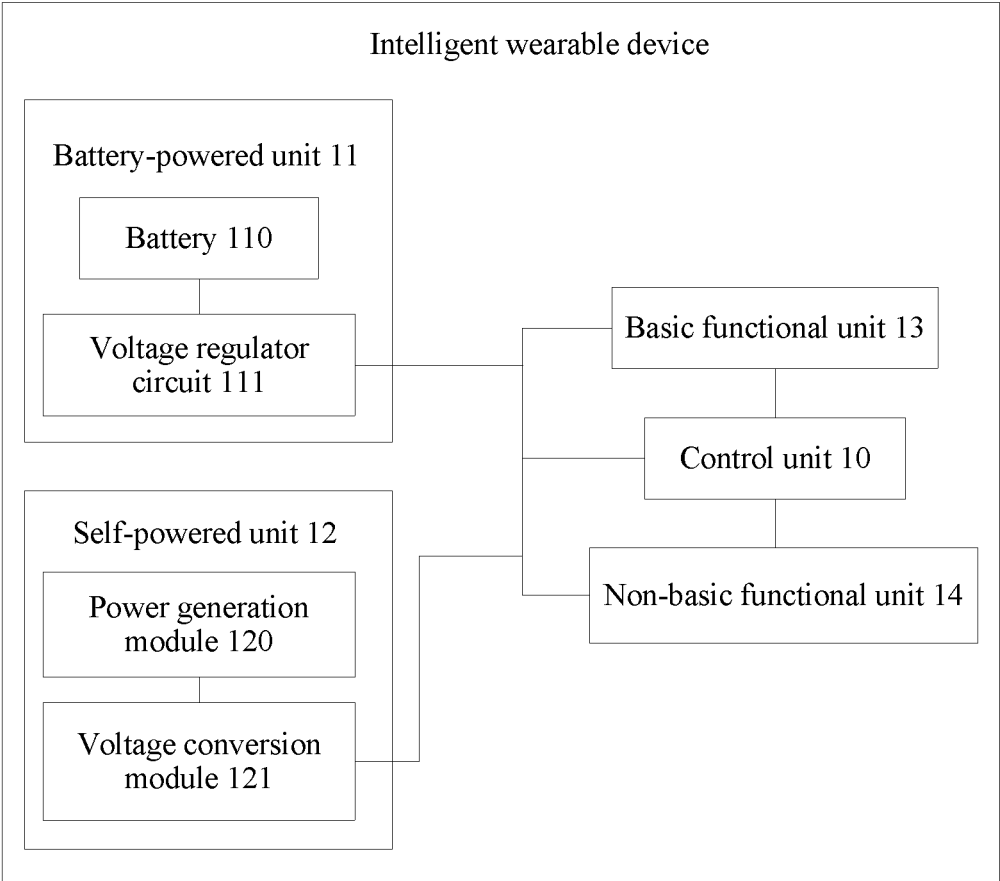 Intelligent wearable device
Battery-powered unit 11
Battery 110
Voltage regulator
circuit 111
Self-powered unit 12
Power generation
module 120
Voltage conversion
module 121
Basic functional unit 13
Control unit 10
Non-basic functional unit 14